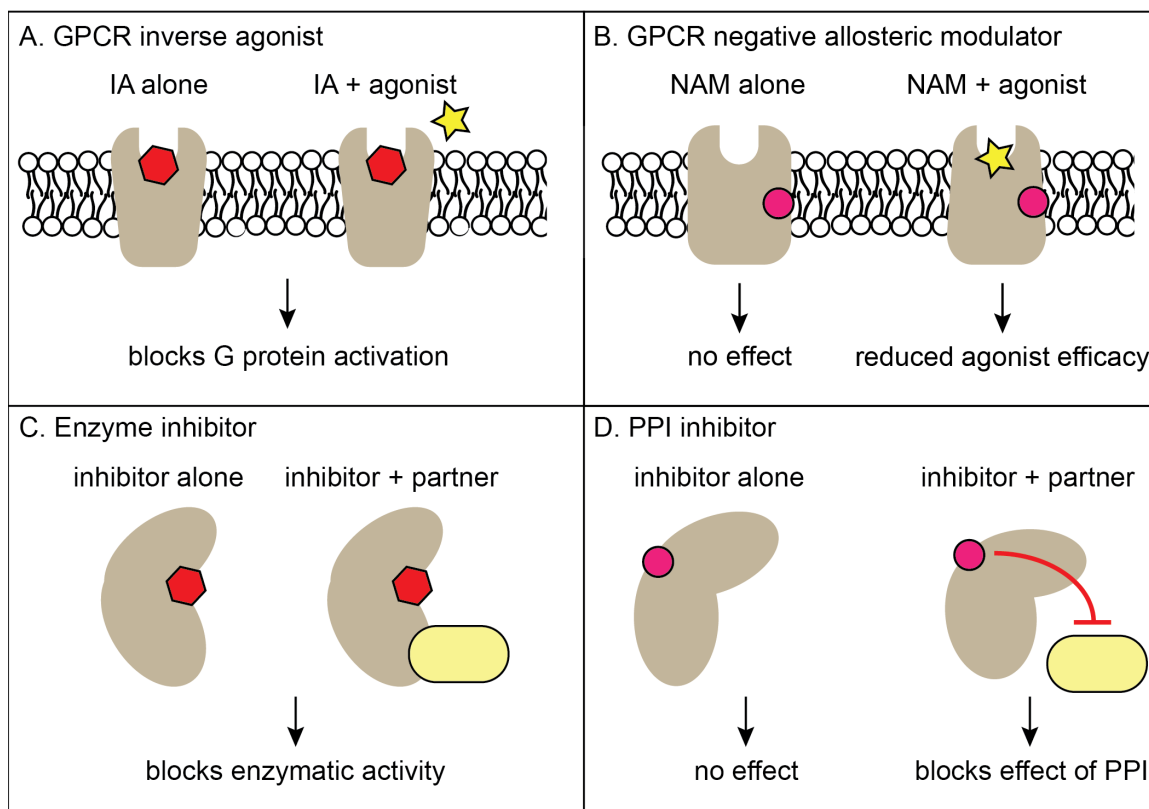 A. GPCR inverse agonist
IA alone
IA + agonist
blocks G protein activation
B. GPCR negative allosteric modulator
NAM alone
NAM + agonist
no effect
reduced agonist efficacy
C. Enzyme inhibitor
inhibitor alone
inhibitor + partner
blocks enzymatic activity
D. PPI inhibitor
inhibitor alone
inhibitor + partner
no effect
blocks effect of PPI